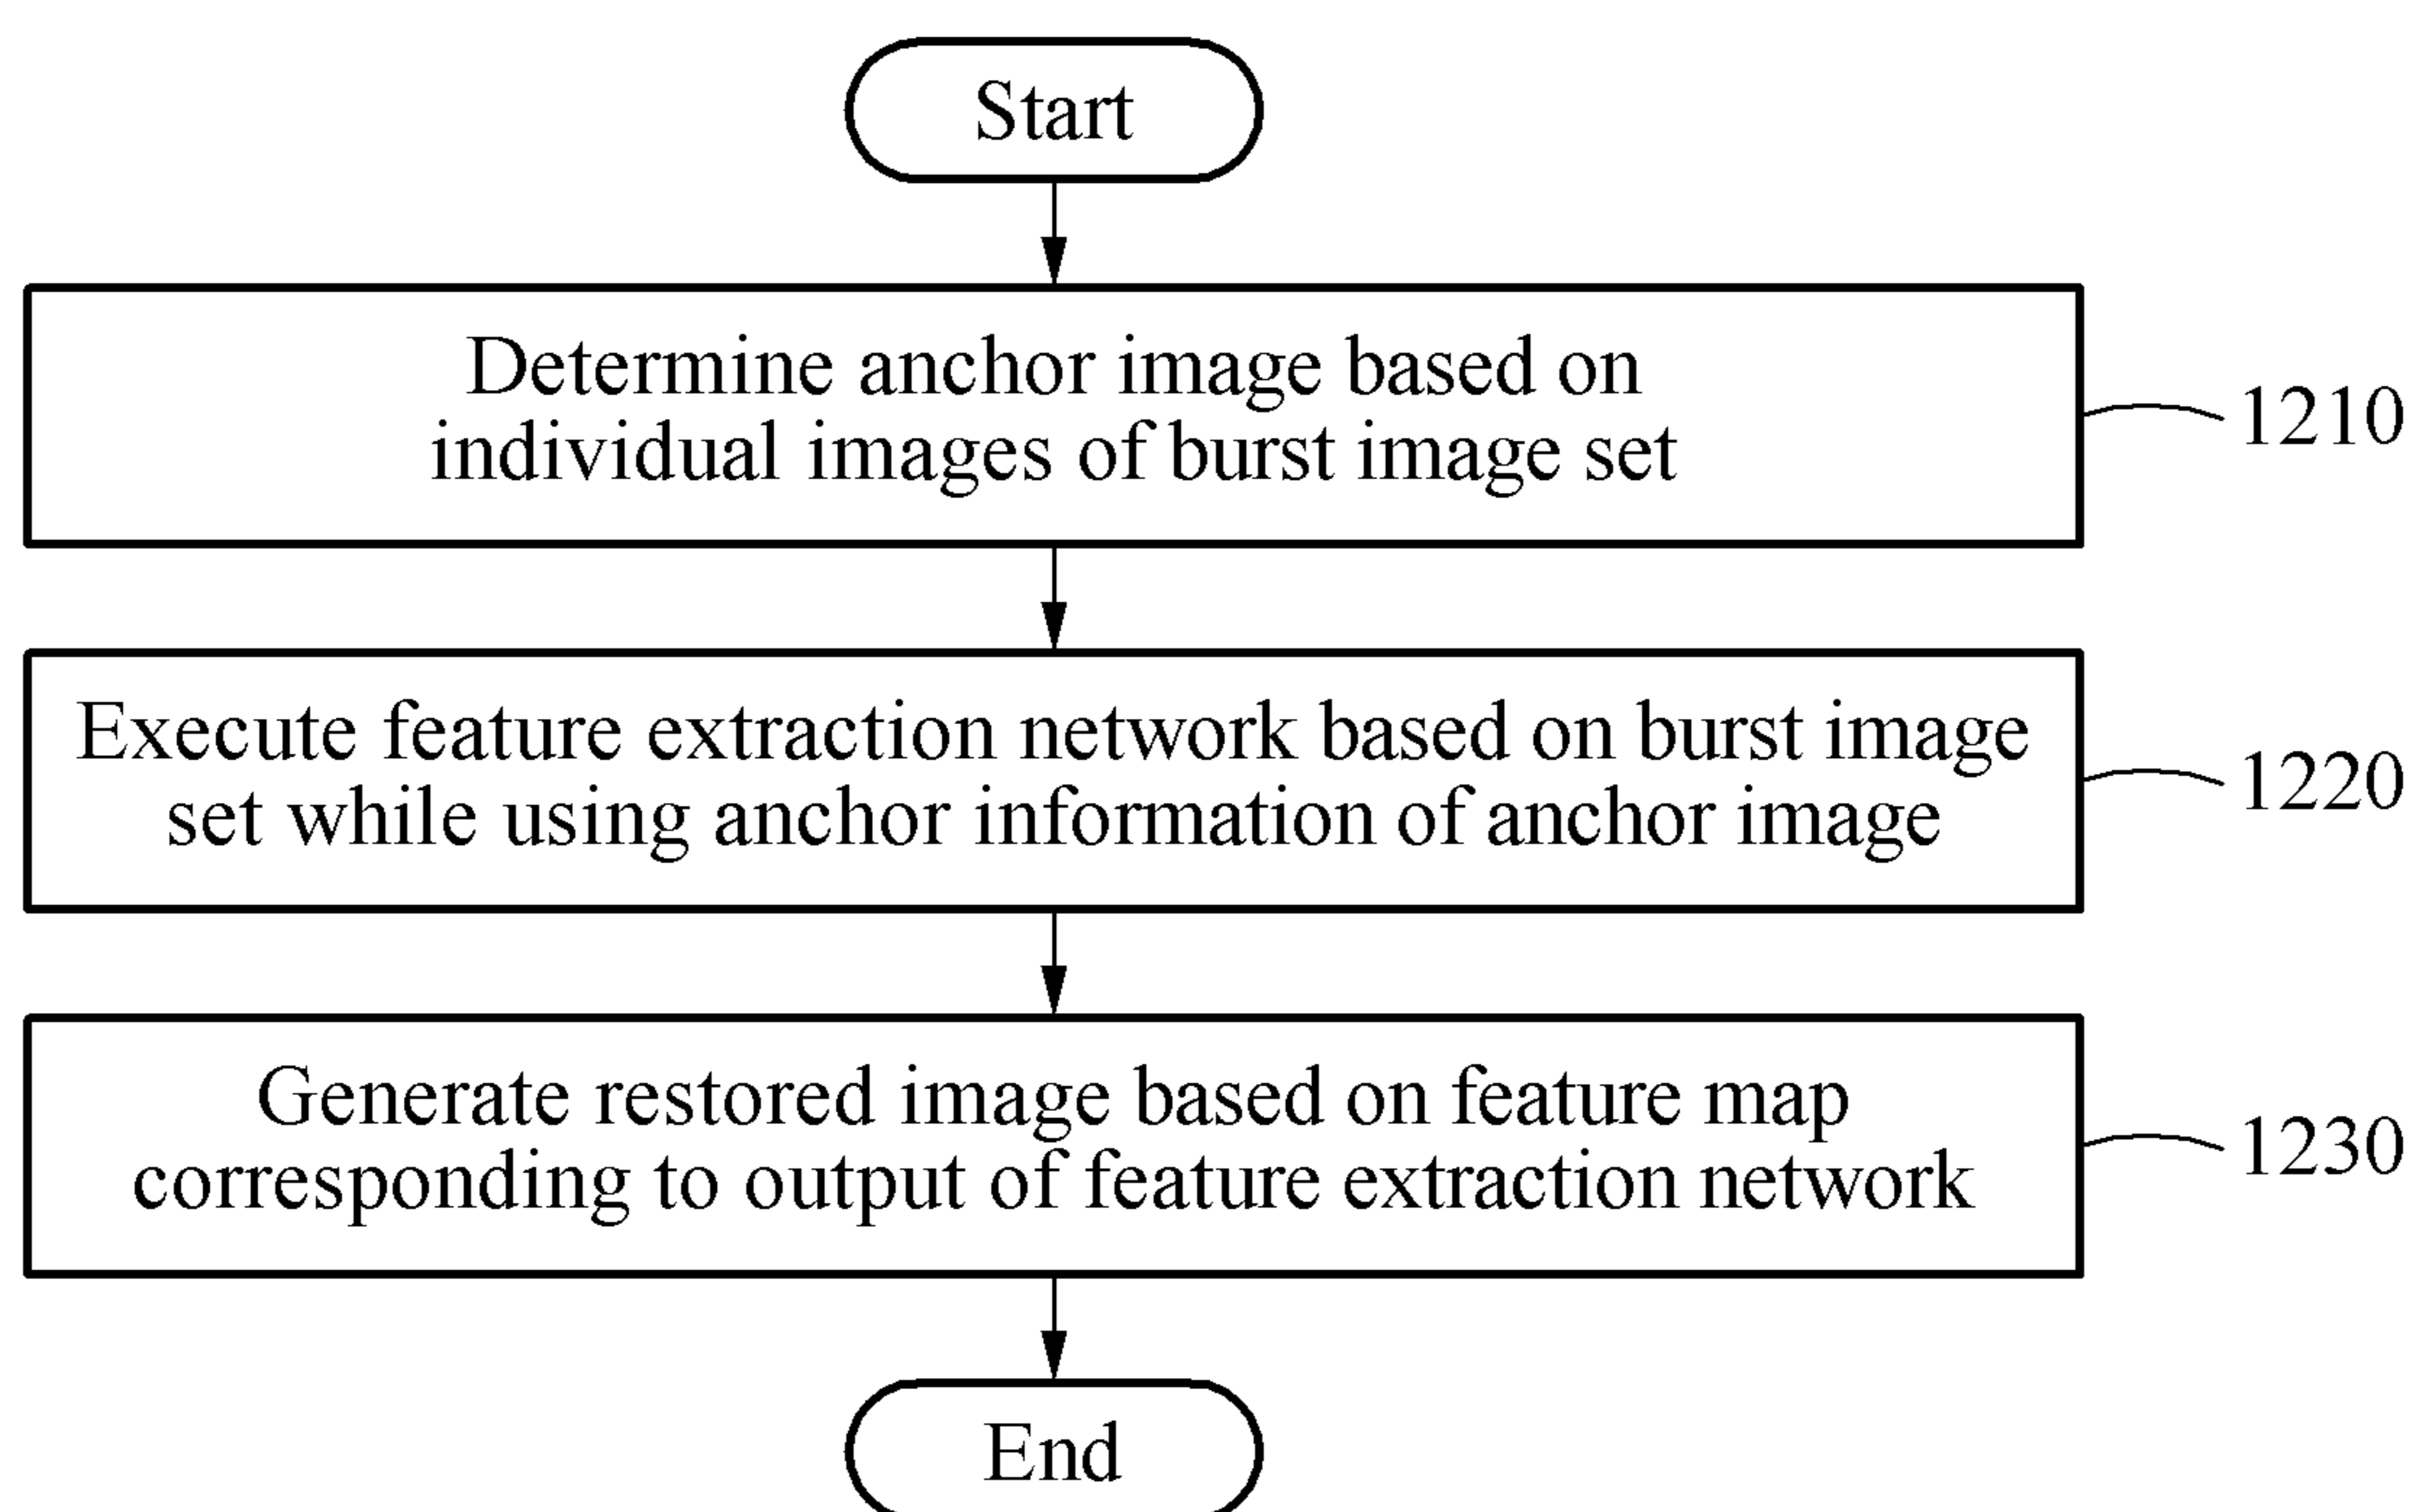 Start
Determine anchor image based on
individual images of burst image set
1210
Execute feature extraction network based on burst image
set while using anchor information of anchor image
1220
Generate restored image based on feature map
corresponding to output of feature extraction network
1230
End